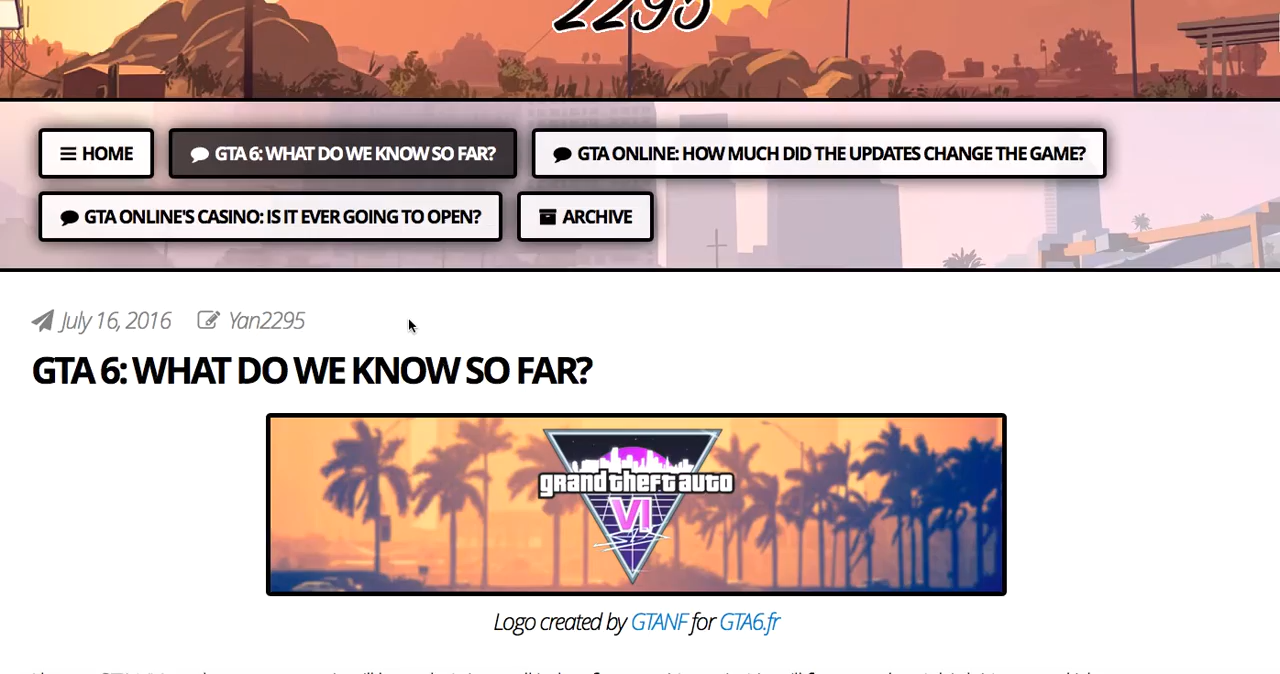 2295
HOME
GTA 6: WHAT DO WE KNOW SO FAR?
GTA ONLINE: HOW MUCH DID THE UPDATES CHANGE THE GAME?
GTA ONLINE'S CASINO: IS IT EVER GOING TO OPEN?
ARCHIVE
July 16, 2016 Yan2295
GTA 6: WHAT DO WE KNOW SO FAR?
grand theft auto
VI
Logo created by GTANF for GTA6.fr